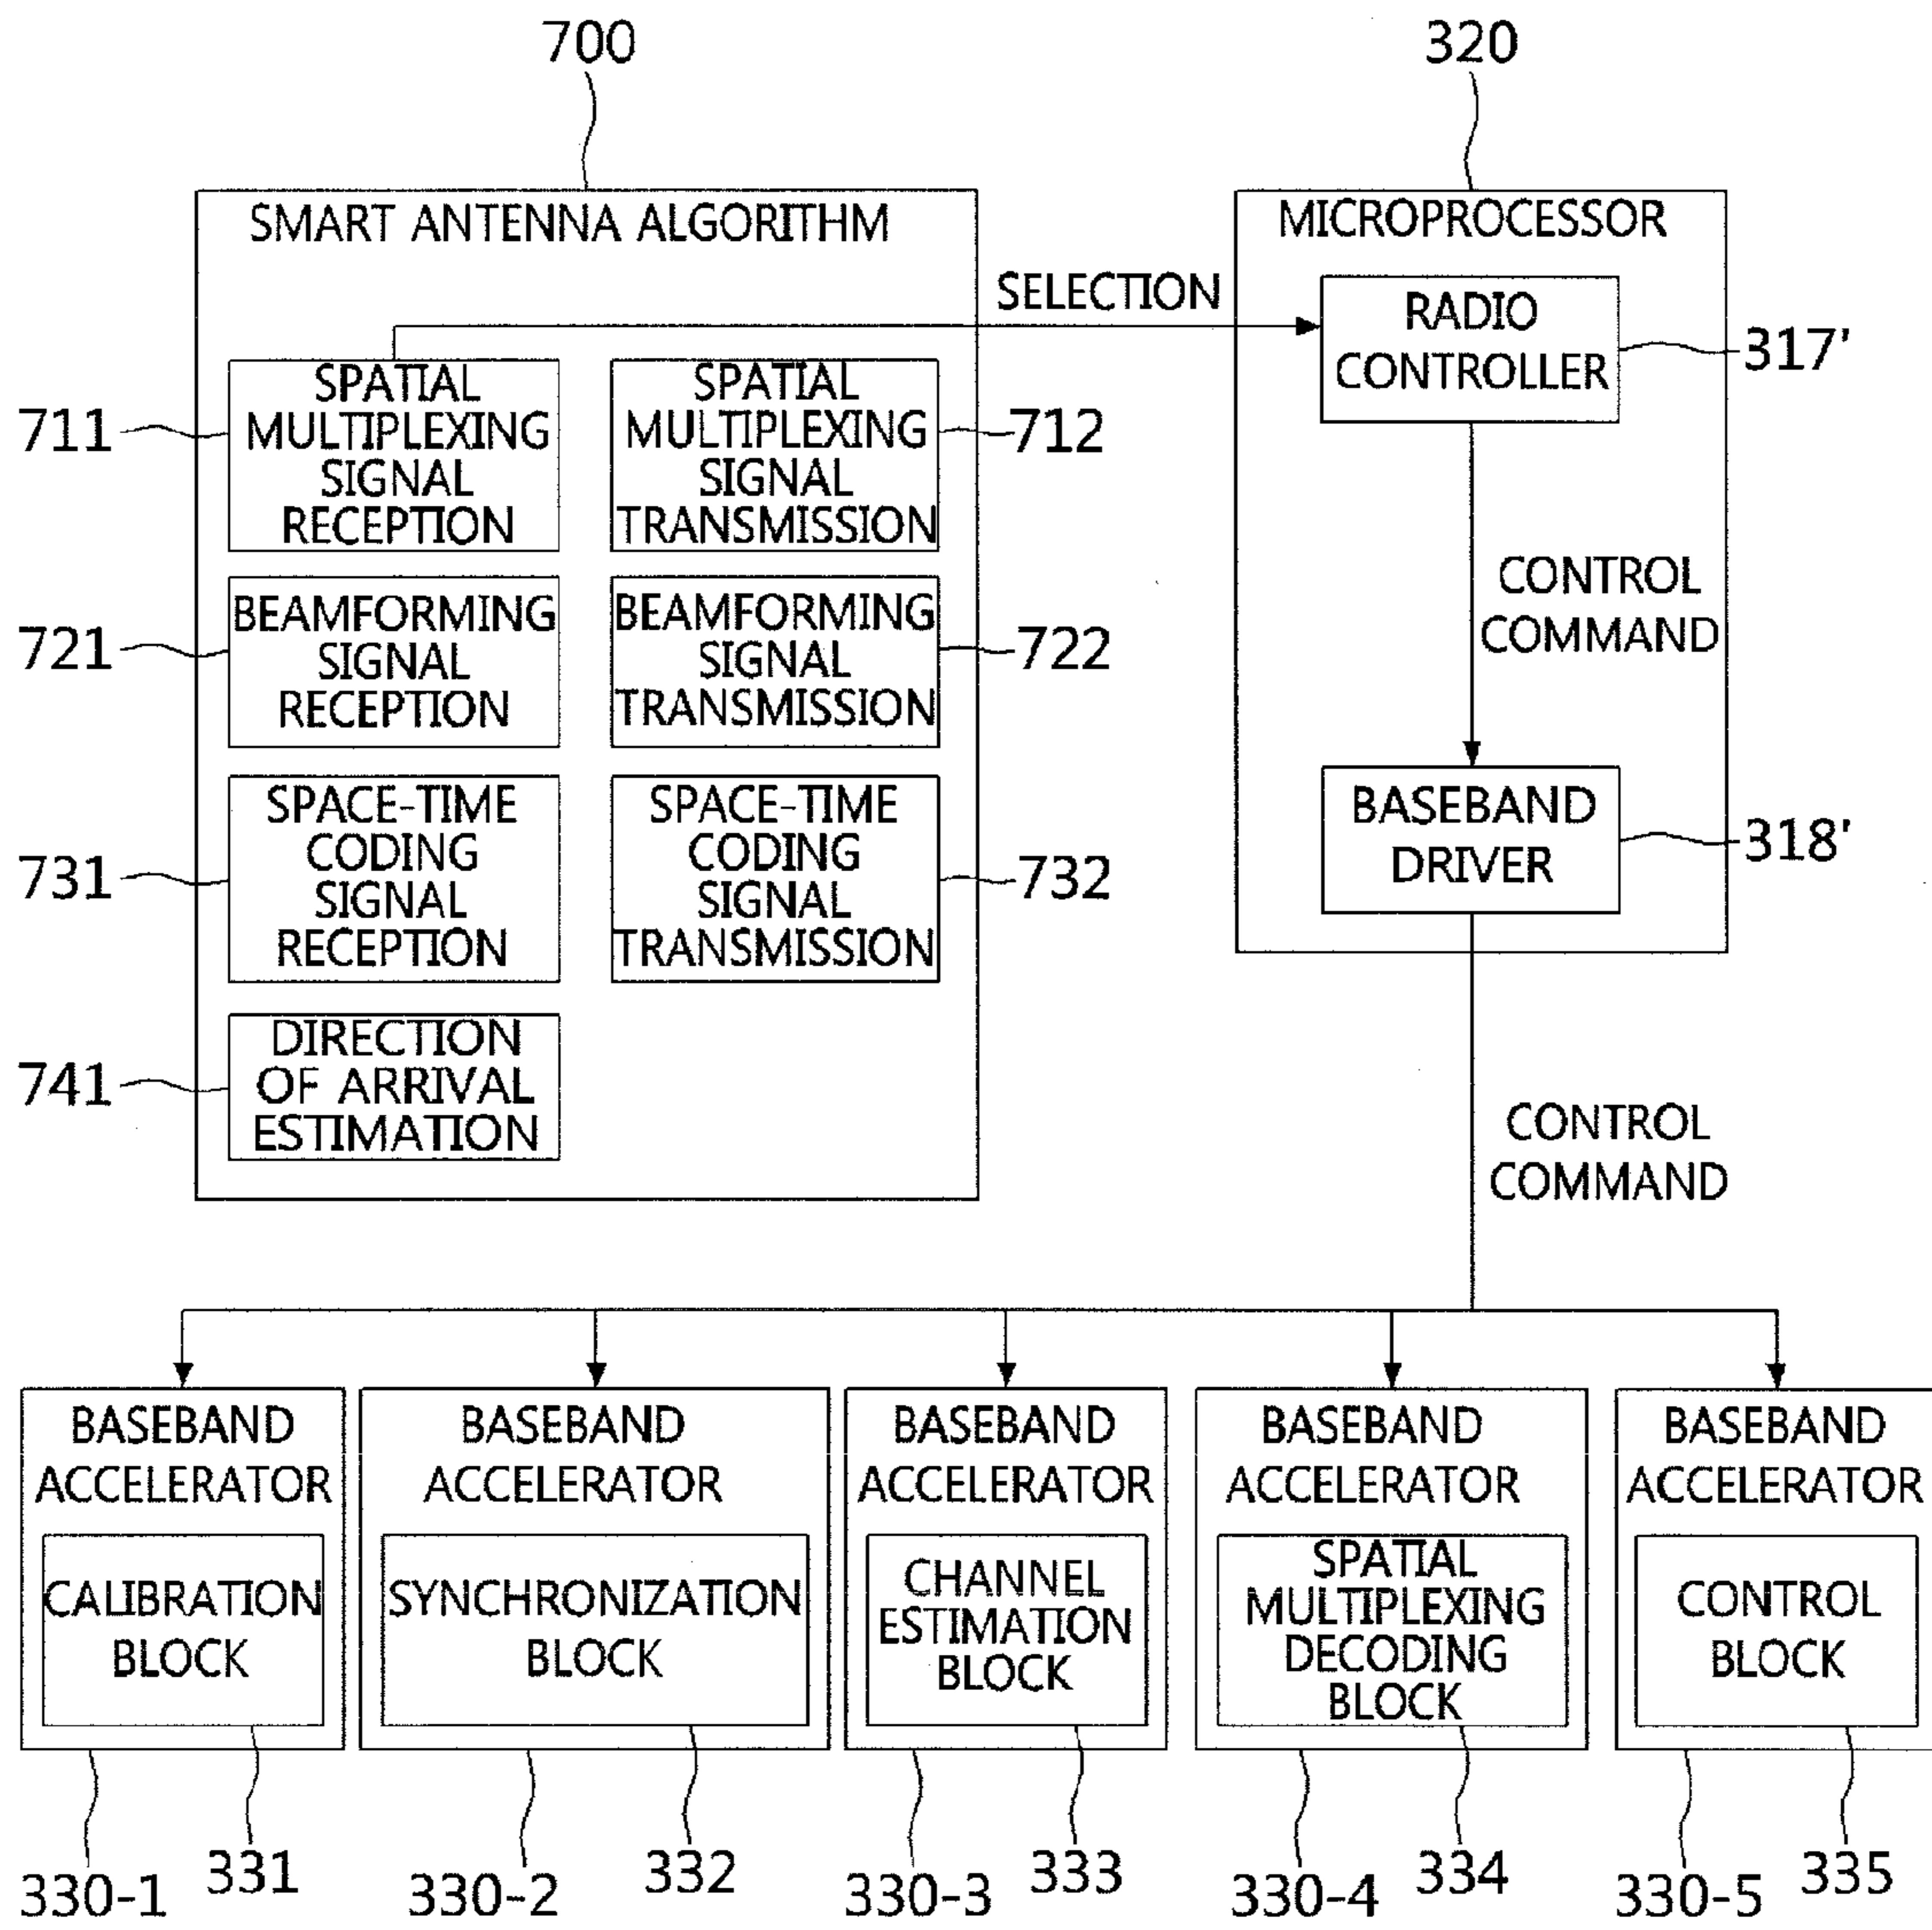 700
320
SMART ANTENNA ALGORITHM
MICROPROCESSOR
SELECTION
RADIO
CONTROLLER
317'
SPATIAL
MULTIPLEXING
SIGNAL
RECEPTION
711
SPATIAL
MULTIPLEXING
SIGNAL
TRANSMISSION
712
CONTROL
COMMAND
BEAMFORMING
SIGNAL
RECEPTION
721
BEAMFORMING
SIGNAL
TRANSMISSION
722
BASEBAND
DRIVER
318'
SPACE-TIME
CODING
SIGNAL
RECEPTION
731
SPACE-TIME
CODING
SIGNAL
TRANSMISSION
732
DIRECTION
OF ARRIVAL
ESTIMATION
741
CONTROL
COMMAND
BASEBAND
ACCELERATOR
CALIBRATION
BLOCK
BASEBAND
ACCELERATOR
SYNCHRONIZATION
BLOCK
BASEBAND
ACCELERATOR
CHANNEL
ESTIMATION
BLOCK
BASEBAND
ACCELERATOR
SPATIAL
MULTIPLEXING
DECODING
BLOCK
BASEBAND
ACCELERATOR
CONTROL
BLOCK
330-1
331
330-2
332
330-3
333
330-4
334
330-5
335